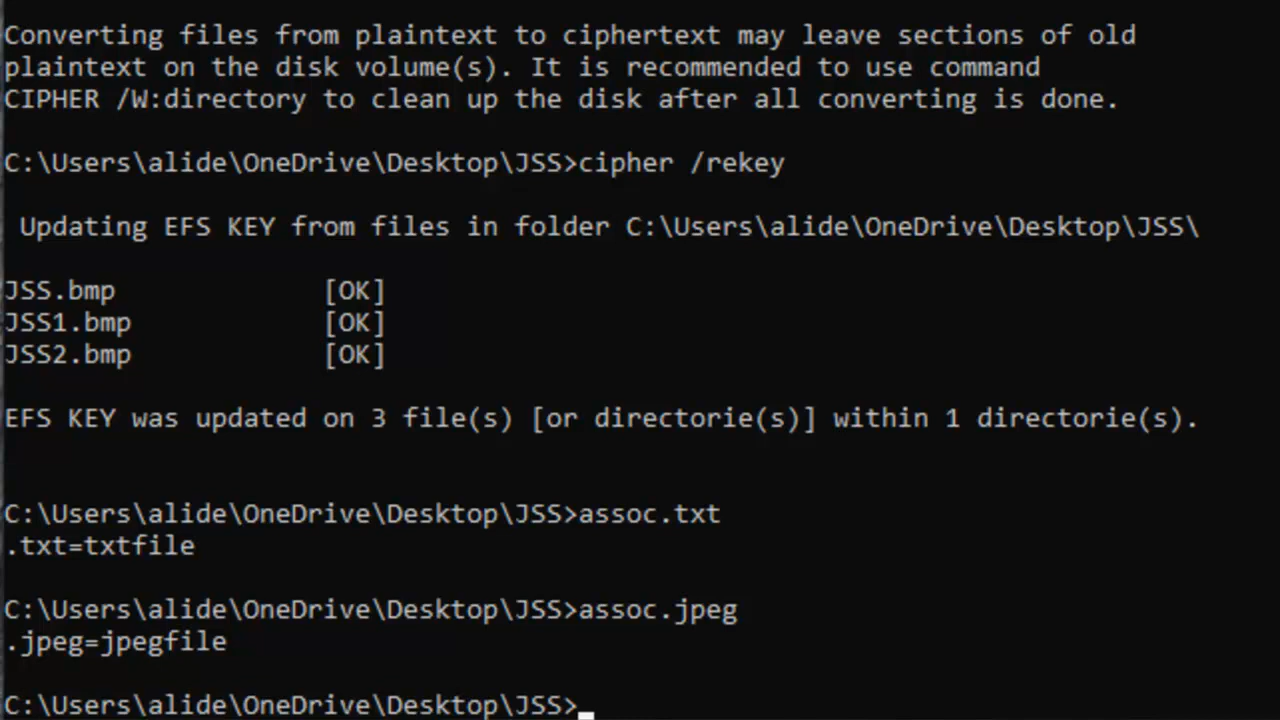 Converting files from plaintext to ciphertext may leave sections of old
plaintext on the disk volume(s). It is recommended to use command
CIPHER /W:directory to clean up the disk after all converting is done.
C:\Users\alide\OneDrive\Desktop\JSS>cipher /rekey
Updating EFS KEY from files in folder C:\Users\alide\OneDrive\Desktop\JSS\
JSS.bmp [OK]
JSS1.bmp [OK]
JSS2.bmp [OK]
EFS KEY was updated on 3 file(s) [or directorie(s)] within 1 directorie(s).
C:\Users\alide\OneDrive\Desktop\JSS>assoc.txt
.txt=txtfile
C:\Users\alide\OneDrive\Desktop\JSS>assoc.jpeg
.jpeg=jpegfile
C:\Users\alide\OneDrive\Desktop\JSS>